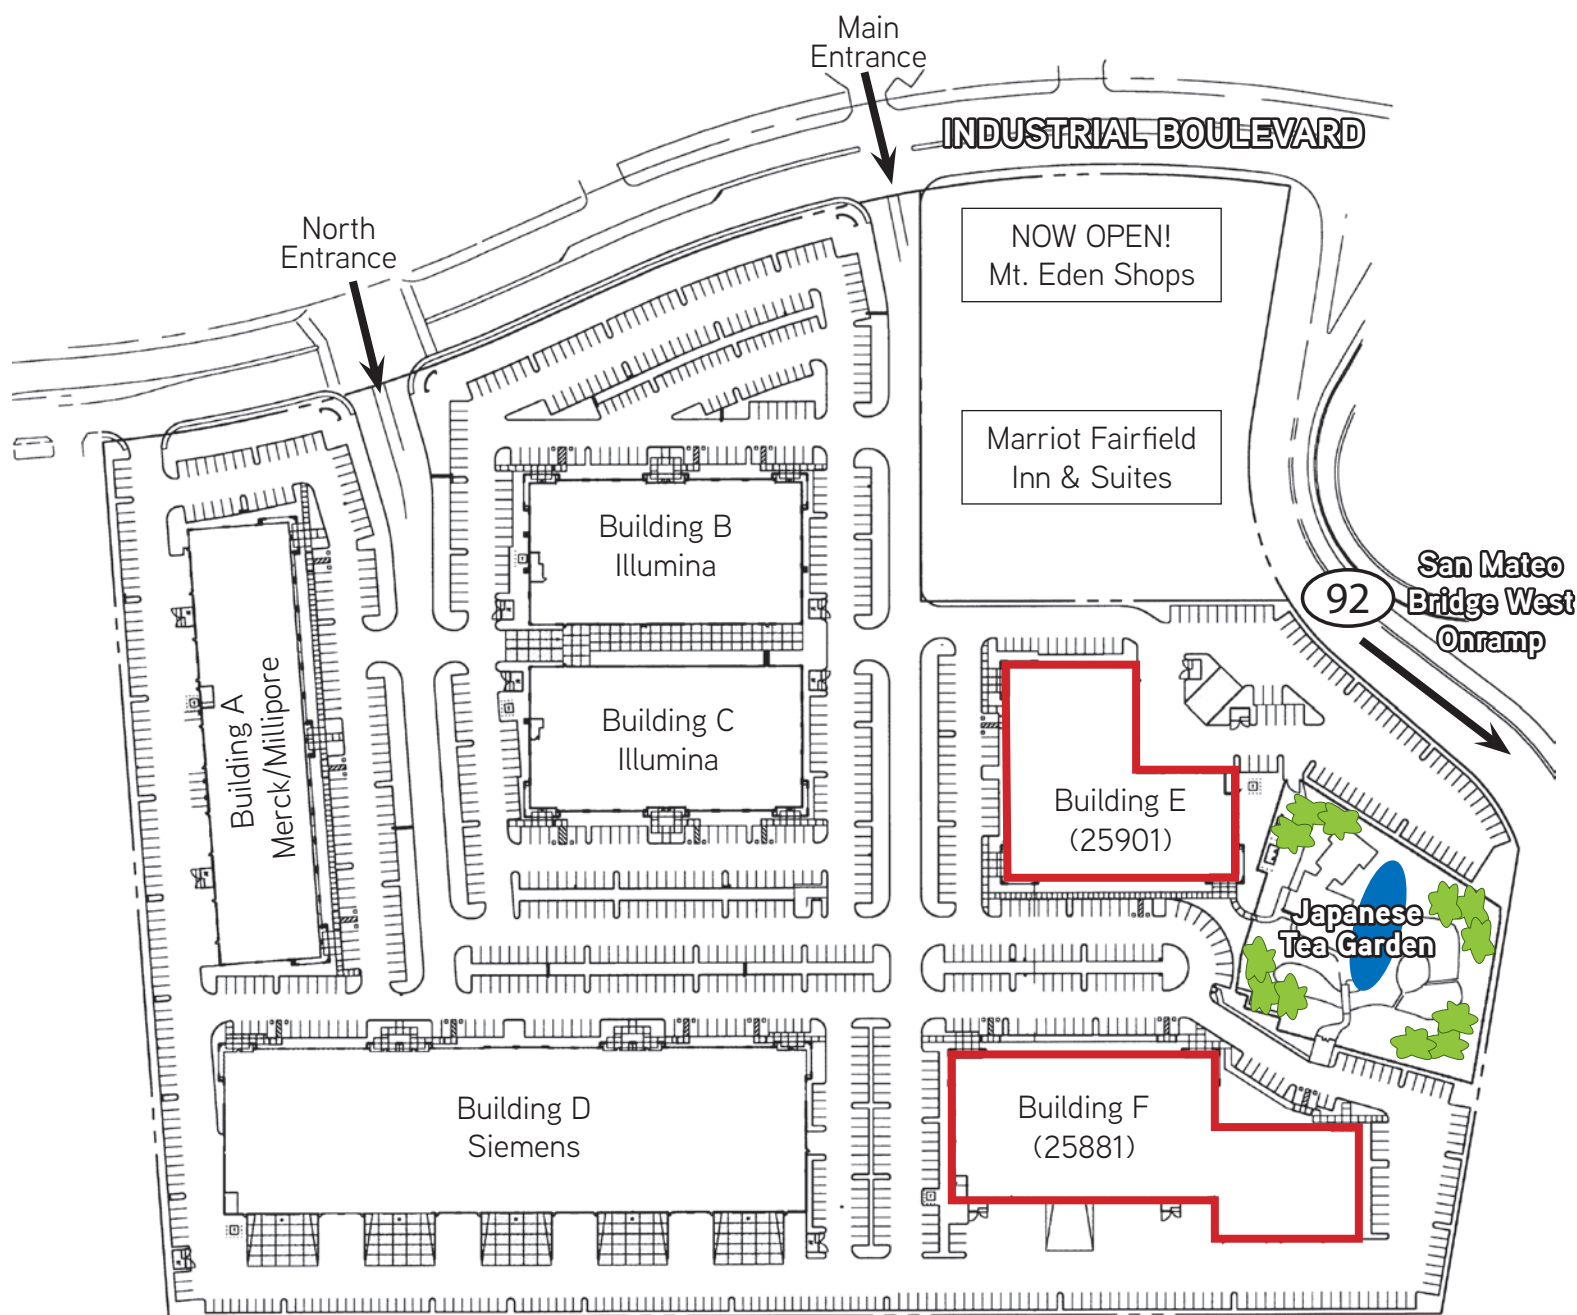 Main
Entrance
INDUSTRIAL BOULEVARD
North
Entrance
NOW OPEN!
Mt. Eden Shops
Marriot Fairfield
Inn & Suites
Building B
Illumina
92
San Mateo
Bridge West
Onramp
Building A
Merck/Millipore
Building C
Illumina
Building E
(25901)
Japanese
Tea Garden
Building D
Siemens
Building F
(25881)